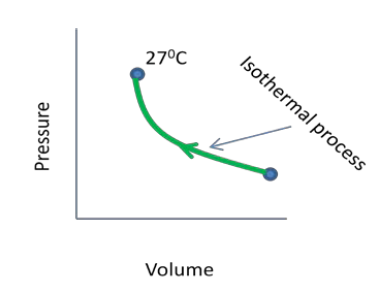 27⁰C
Isothermal process
Pressure
Volume